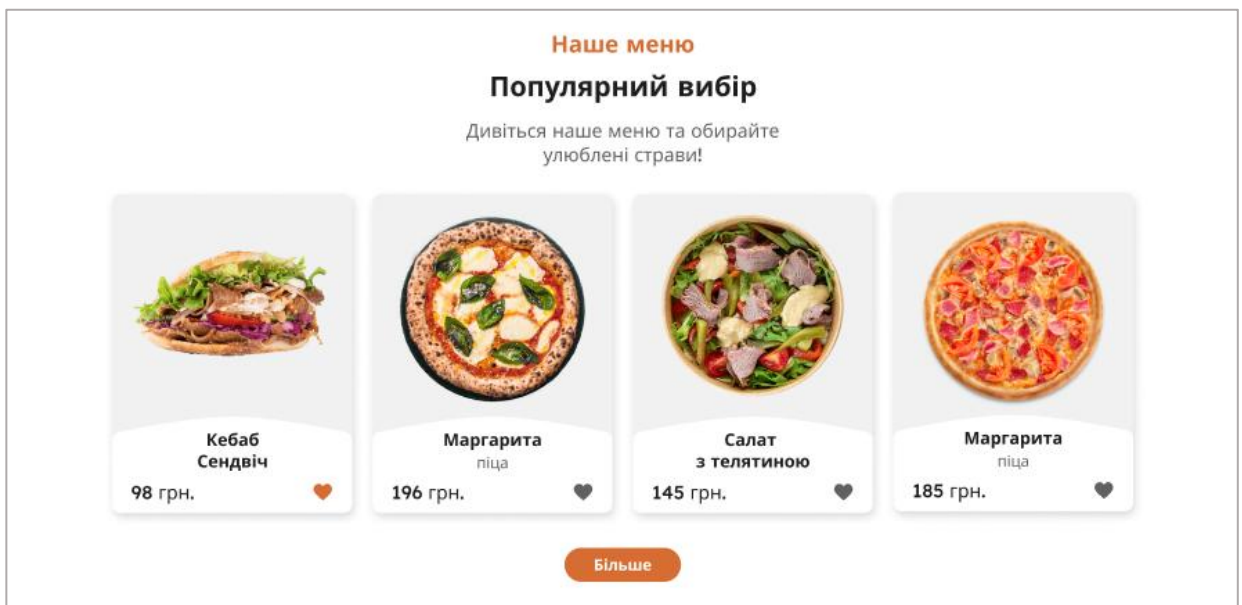 Наше меню
Популярний вибір
Дивіться наше меню та обирайте
улюблені страви!
Кебаб
Сендвіч
98 грн.
Маргарита
піца
196 грн.
Салат
з телятиною
145 грн.
Маргарита
піца
185 грн.
Більше